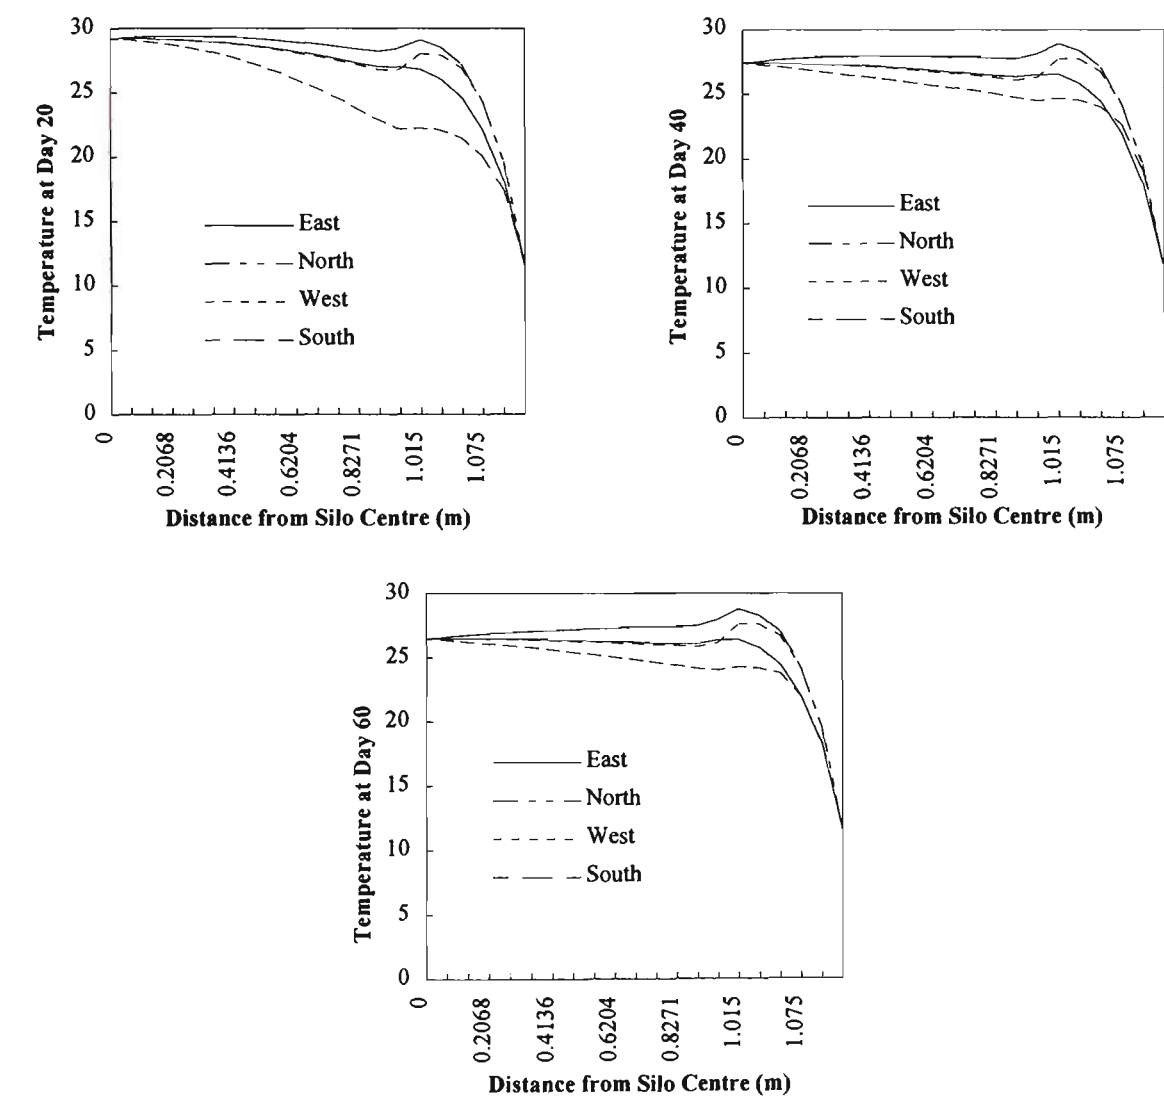 30
25
20
15
10
5
0
Temperature at Day 20
East
North
West
South
0
0.2068
0.4136
0.6204
0.8271
1.015
1.075
Distance from Silo Centre (m)
30
25
20
15
10
5
0
Temperature at Day 40
East
North
West
South
0
0.2068
0.4136
0.6204
0.8271
1.015
1.075
Distance from Silo Centre (m)
30
25
20
15
10
5
0
Temperature at Day 60
East
North
West
South
0
0.2068
0.4136
0.6204
0.8271
1.015
1.075
Distance from Silo Centre (m)